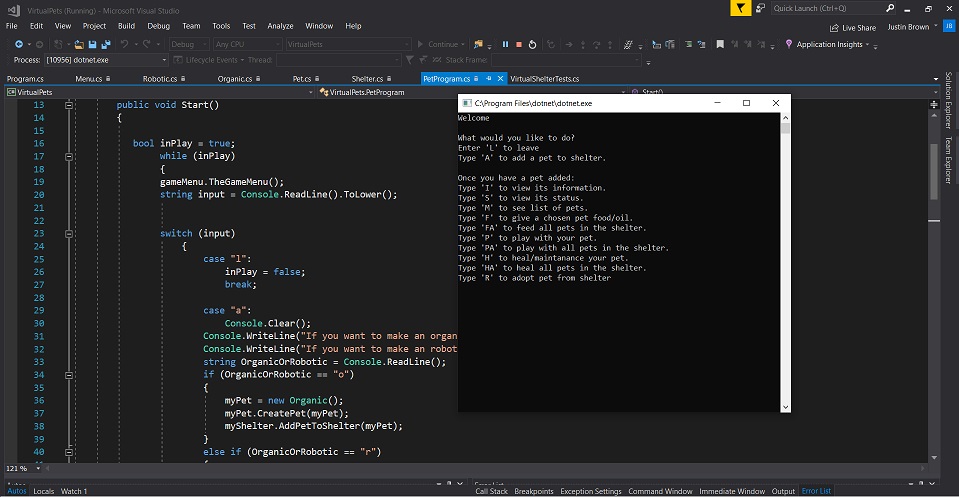 VirtualPets (Running) - Microsoft Visual Studio
Quick Launch (Ctrl+Q)
File Edit View Project Build Debug Team Tools Test Analyze Window Help
Live Share Justin Brown JB
Debug Any CPU VirtualPets Continue Application Insights
Process: [10956] dotnet.exe Lifecycle Events Thread: Stack Frame:
Program.cs Menu.cs Robotic.cs Organic.cs Pet.cs Shelter.cs PetProgram.cs VirtualShelterTests.cs
VirtualPets VirtualPets.PetProgram Start()
Solution Explorer
Team Explorer
13 public void Start()
14 {
15
16 bool inPlay = true;
17 while (inPlay)
18 {
19 gameMenu.TheGameMenu();
20 string input = Console.ReadLine().ToLower();
21
22
23 switch (input)
24 {
25 case "l":
26 inPlay = false;
27 break;
28
29 case "a":
30 Console.Clear();
31 Console.WriteLine("If you want to make an organ
32 Console.WriteLine("If you want to make an robot
33 string OrganicOrRobotic = Console.ReadLine();
34 if (OrganicOrRobotic == "o")
35 {
36 myPet = new Organic();
37 myPet.CreatePet(myPet);
38 myShelter.AddPetToShelter(myPet);
39 }
40 else if (OrganicOrRobotic == "r")
C:\Program Files\dotnet\dotnet.exe
Welcome
What would you like to do?
Enter 'L' to leave
Type 'A' to add a pet to shelter.
Once you have a pet added:
Type 'I' to view its information.
Type 'S' to view its status.
Type 'M' to see list of pets.
Type 'F' to give a chosen pet food/oil.
Type 'FA' to feed all pets in the shelter.
Type 'P' to play with your pet.
Type 'PA' to play with all pets in the shelter.
Type 'H' to heal/maintanance your pet.
Type 'HA' to heal all pets in the shelter.
Type 'R' to adopt pet from shelter
121 %
Autos Locals Watch 1
Call Stack Breakpoints Exception Settings Command Window Immediate Window Output Error List